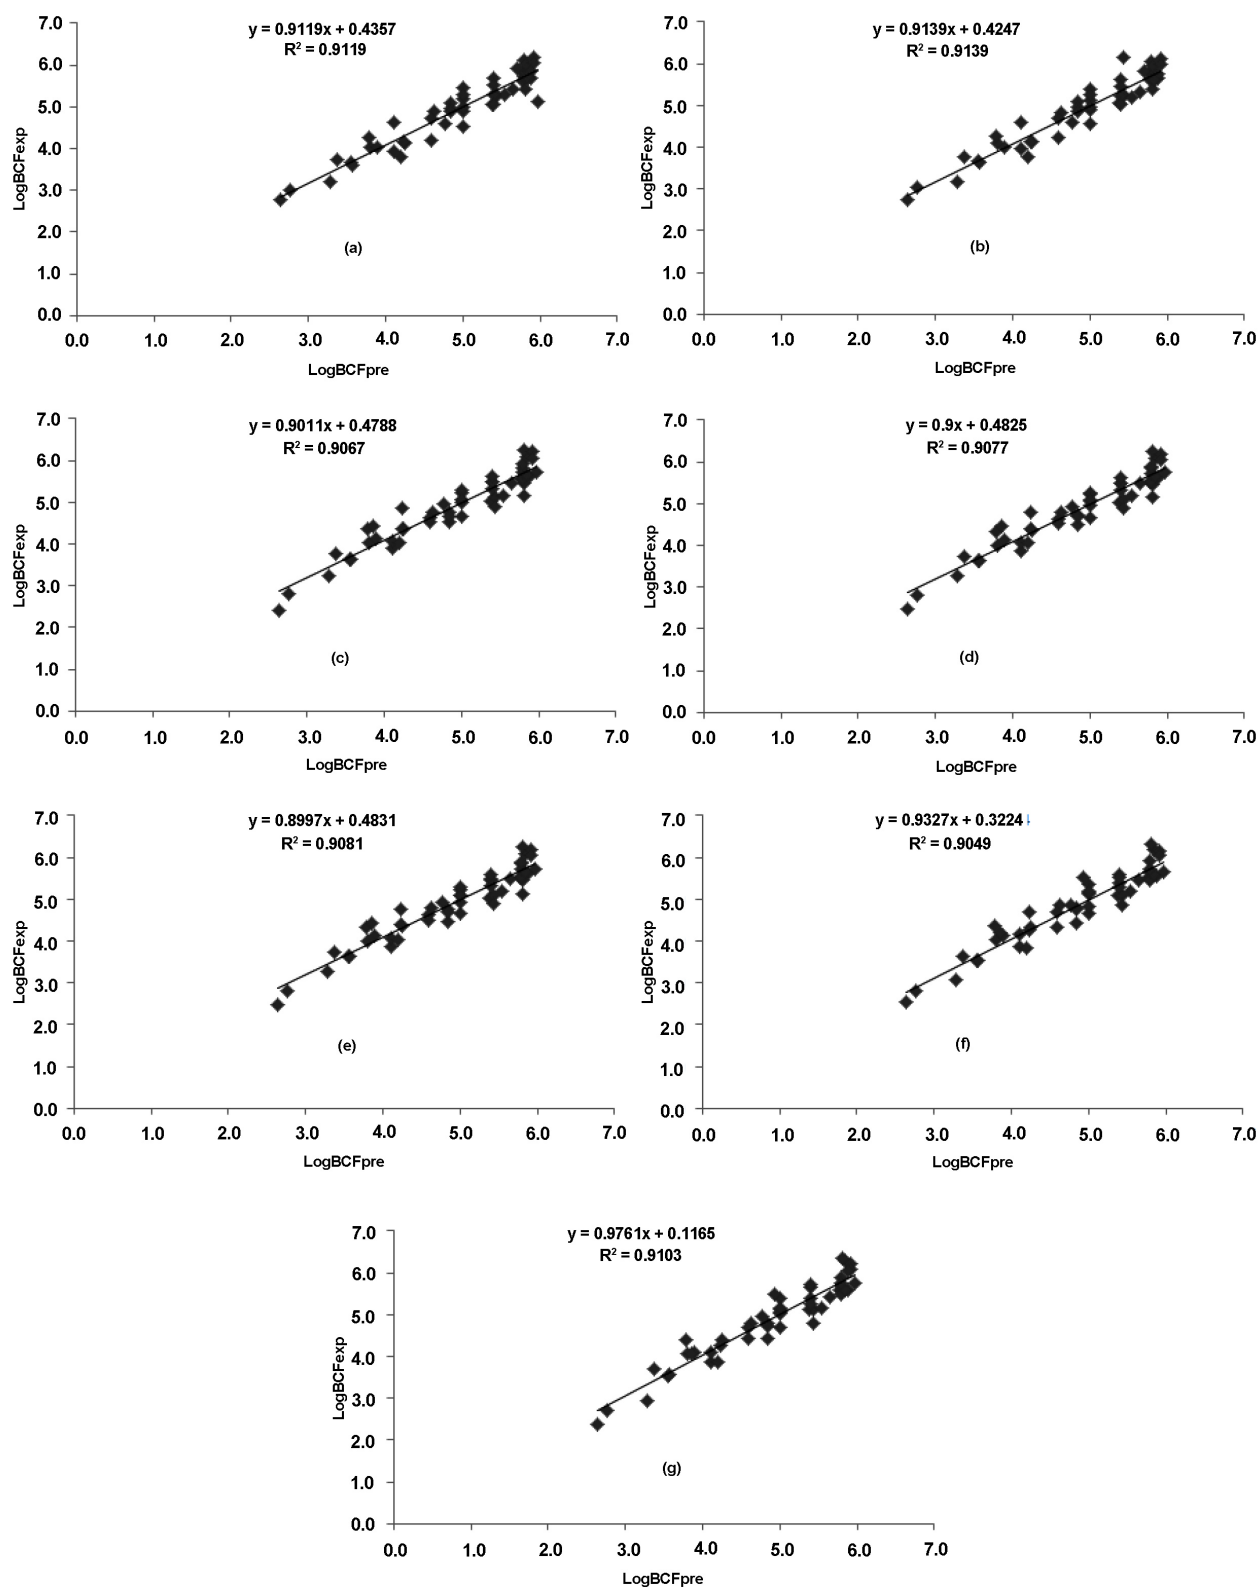 y = 0.9119x + 0.4357
R² = 0.9119
7.0
6.0
5.0
4.0
3.0
2.0
1.0
0.0
LogBCFexp
(a)
0.0 1.0 2.0 3.0 4.0 5.0 6.0 7.0
LogBCFpre
y = 0.9139x + 0.4247
R² = 0.9139
7.0
6.0
5.0
4.0
3.0
2.0
1.0
0.0
LogBCFexp
(b)
0.0 1.0 2.0 3.0 4.0 5.0 6.0 7.0
LogBCFpre
y = 0.9011x + 0.4788
R² = 0.9067
7.0
6.0
5.0
4.0
3.0
2.0
1.0
0.0
LogBCFexp
(c)
0.0 1.0 2.0 3.0 4.0 5.0 6.0 7.0
LogBCFpre
y = 0.9x + 0.4825
R² = 0.9077
7.0
6.0
5.0
4.0
3.0
2.0
1.0
0.0
LogBCFexp
(d)
0.0 1.0 2.0 3.0 4.0 5.0 6.0 7.0
LogBCFpre
y = 0.8997x + 0.4831
R² = 0.9081
7.0
6.0
5.0
4.0
3.0
2.0
1.0
0.0
LogBCFexp
(e)
0.0 1.0 2.0 3.0 4.0 5.0 6.0 7.0
LogBCFpre
y = 0.9327x + 0.3224
R² = 0.9049
7.0
6.0
5.0
4.0
3.0
2.0
1.0
0.0
LogBCFexp
(f)
0.0 1.0 2.0 3.0 4.0 5.0 6.0 7.0
LogBCFpre
y = 0.9761x + 0.1165
R² = 0.9103
7.0
6.0
5.0
4.0
3.0
2.0
1.0
0.0
LogBCFexp
(g)
0.0 1.0 2.0 3.0 4.0 5.0 6.0 7.0
LogBCFpre